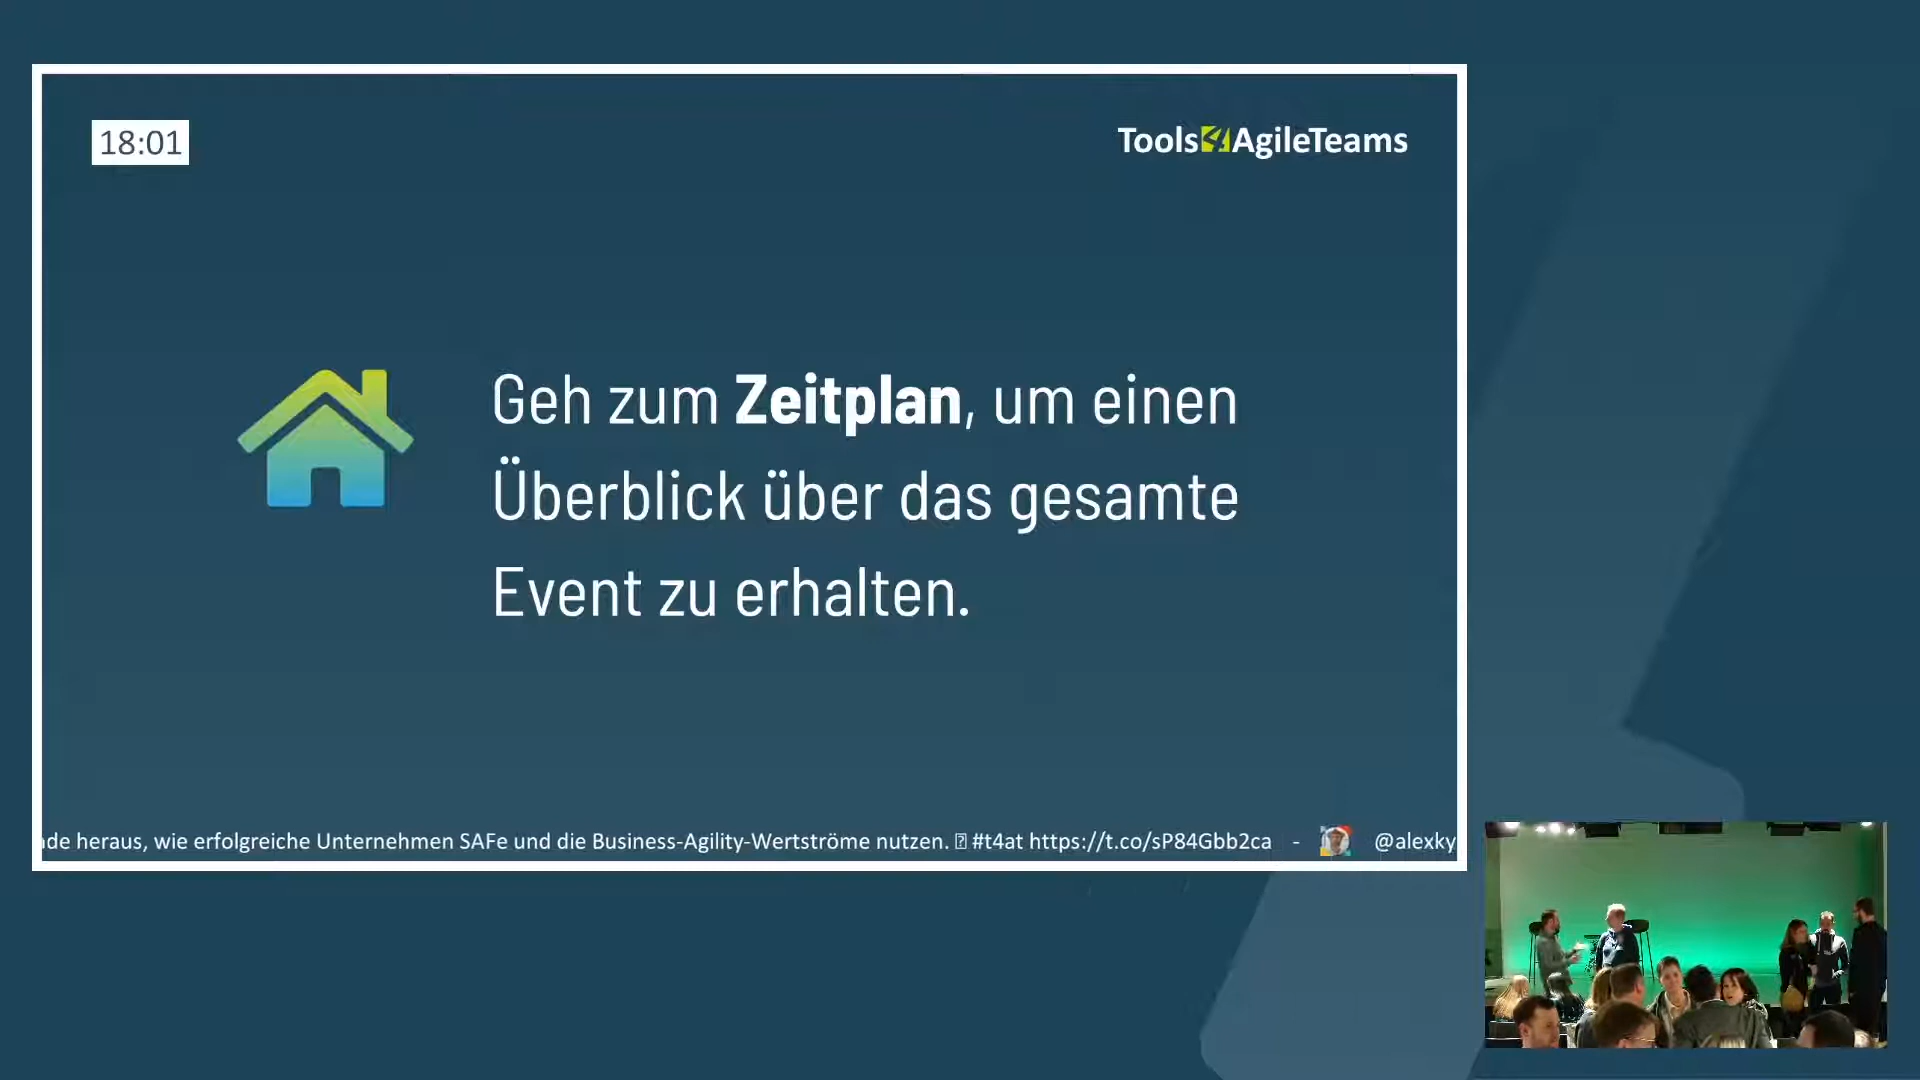 18:01
Tools4AgileTeams
Geh zum Zeitplan, um einen
Überblick über das gesamte
Event zu erhalten.
heraus, wie erfolgreiche Unternehmen SAFe und die Business-Agility-Wertströme nutzen. #t4at https://t.co/sP84Gbb2ca - @alexky